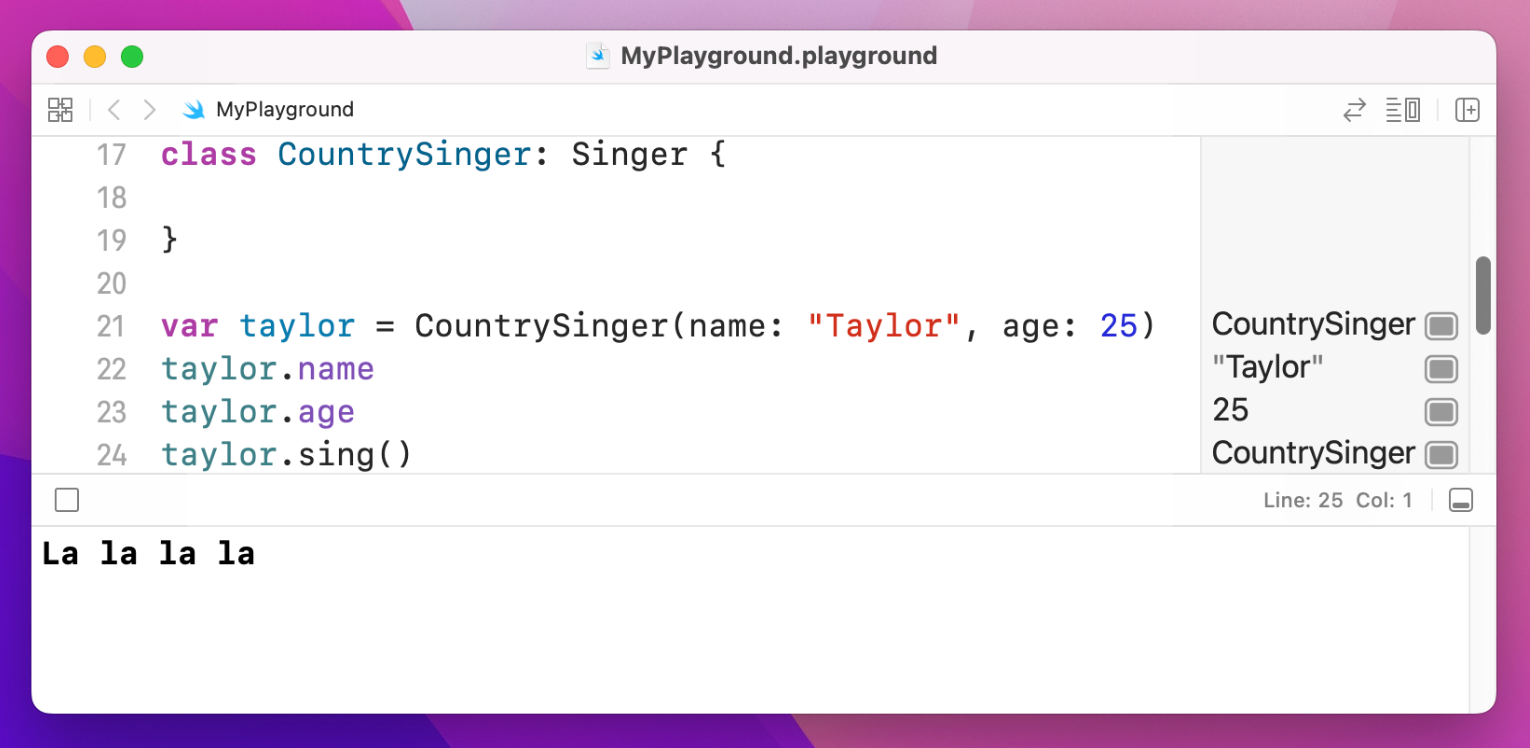 MyPlayground.playground
MyPlayground
17 class CountrySinger: Singer {
18
19 }
20
21 var taylor = CountrySinger(name: "Taylor", age: 25) CountrySinger
22 taylor.name "Taylor"
23 taylor.age 25
24 taylor.sing() CountrySinger
Line: 25 Col: 1
La la la la